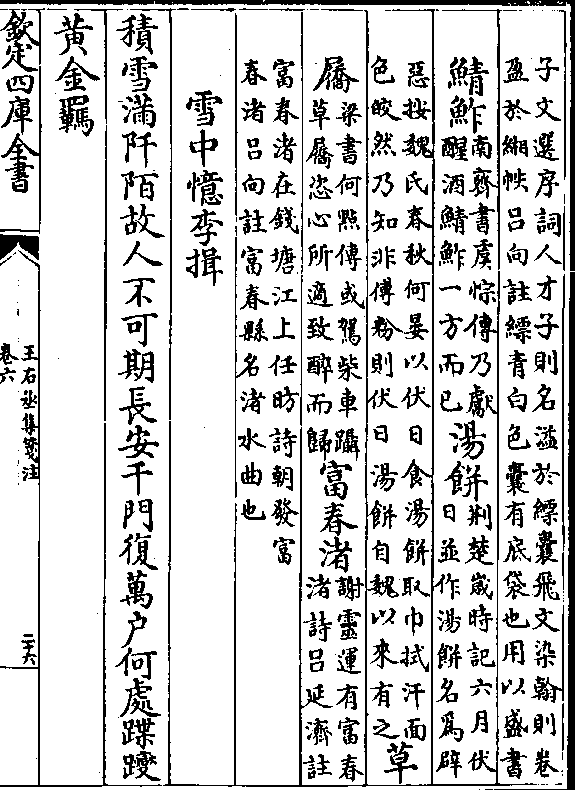 子文選序詞人才子則名溢於縹囊飛文染翰則卷
盈於緗帙呂向註縹青白色囊有底袋也用以盛書
鯖鮓南齊書虞悰傳乃獻醒酒鯖鮓一方而已湯餅荆楚嵗時記六月伏日並作湯餅名爲辟
惡按魏氏春秋何晏以伏日食湯餅取巾拭汗面
色皎然乃知非傅粉則伏日湯餅自魏以來有之草
屩梁書何㸃傳或駕柴車躡草屩恣心所適致醉而歸富春渚謝靈運有富春渚詩呂延濟註
富春渚在錢塘江上任昉詩朝發富
春渚呂向註富春縣名渚水曲也
雪中憶李揖
積雪滿阡陌故人不可期長安千門復萬户何處蹀躞
黃金羈
欽定四庫全書
王右丞集箋注
卷六
二十六